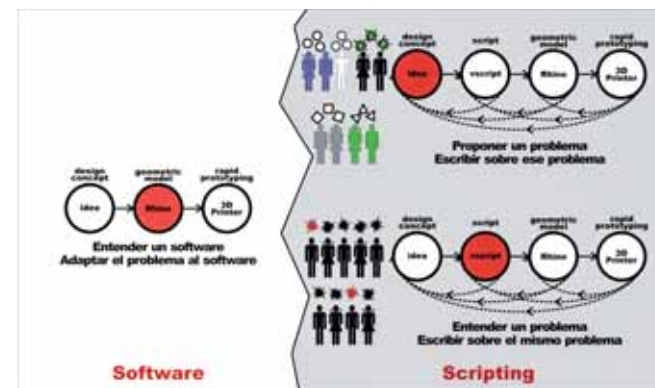 design
concept
geometric
model
rapid
prototyping
idea
Rhino
3D
Printer
Entender un software
Adaptar el problema al software
Software
design
concept
script
geometric
model
rapid
prototyping
idea
vscript
Rhino
3D
Printer
Proponer un problema
Escribir sobre ese problema
design
concept
script
geometric
model
rapid
prototyping
idea
vscript
Rhino
3D
Printer
Entender un problema
Escribir sobre el mismo problema
Scripting